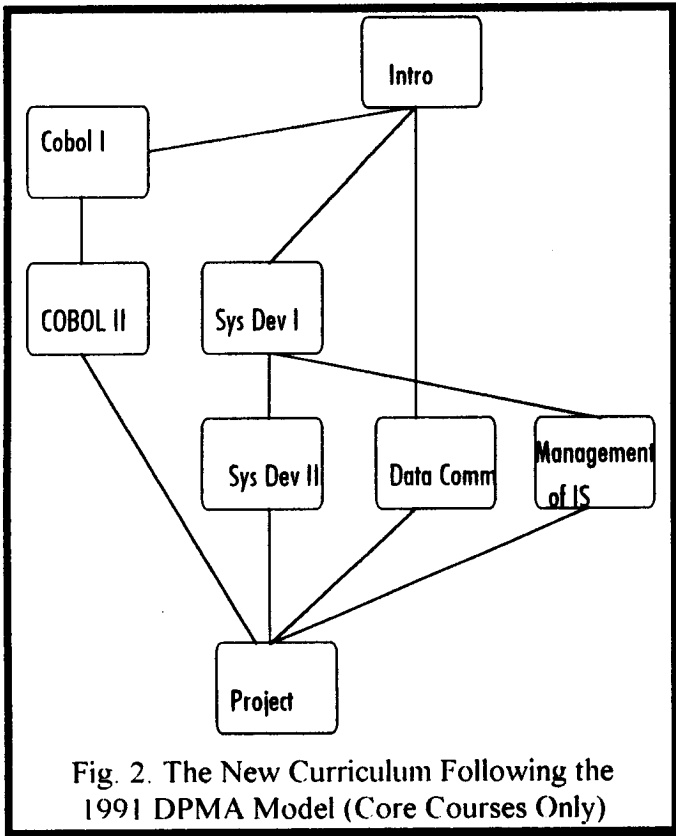 Intro
Cobol I
COBOL II
Sys Dev I
Sys Dev II
Data Comm
Management
of IS
Project
Fig. 2. The New Curriculum Following the
1991 DPMA Model (Core Courses Only)